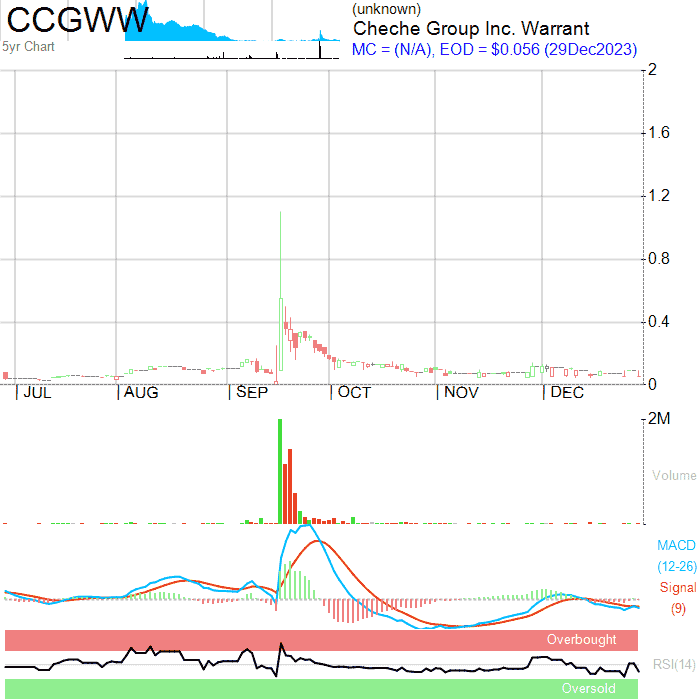 CCGWW
5yr Chart
(unknown)
Cheche Group Inc. Warrant
MC = (N/A), EOD = $0.056 (29Dec2023)
2
1.6
1.2
0.8
0.4
0
JUL AUG SEP OCT NOV DEC
2M
Volume
MACD
(12-26)
Signal
(9)
Overbought
RSI(14)
Oversold